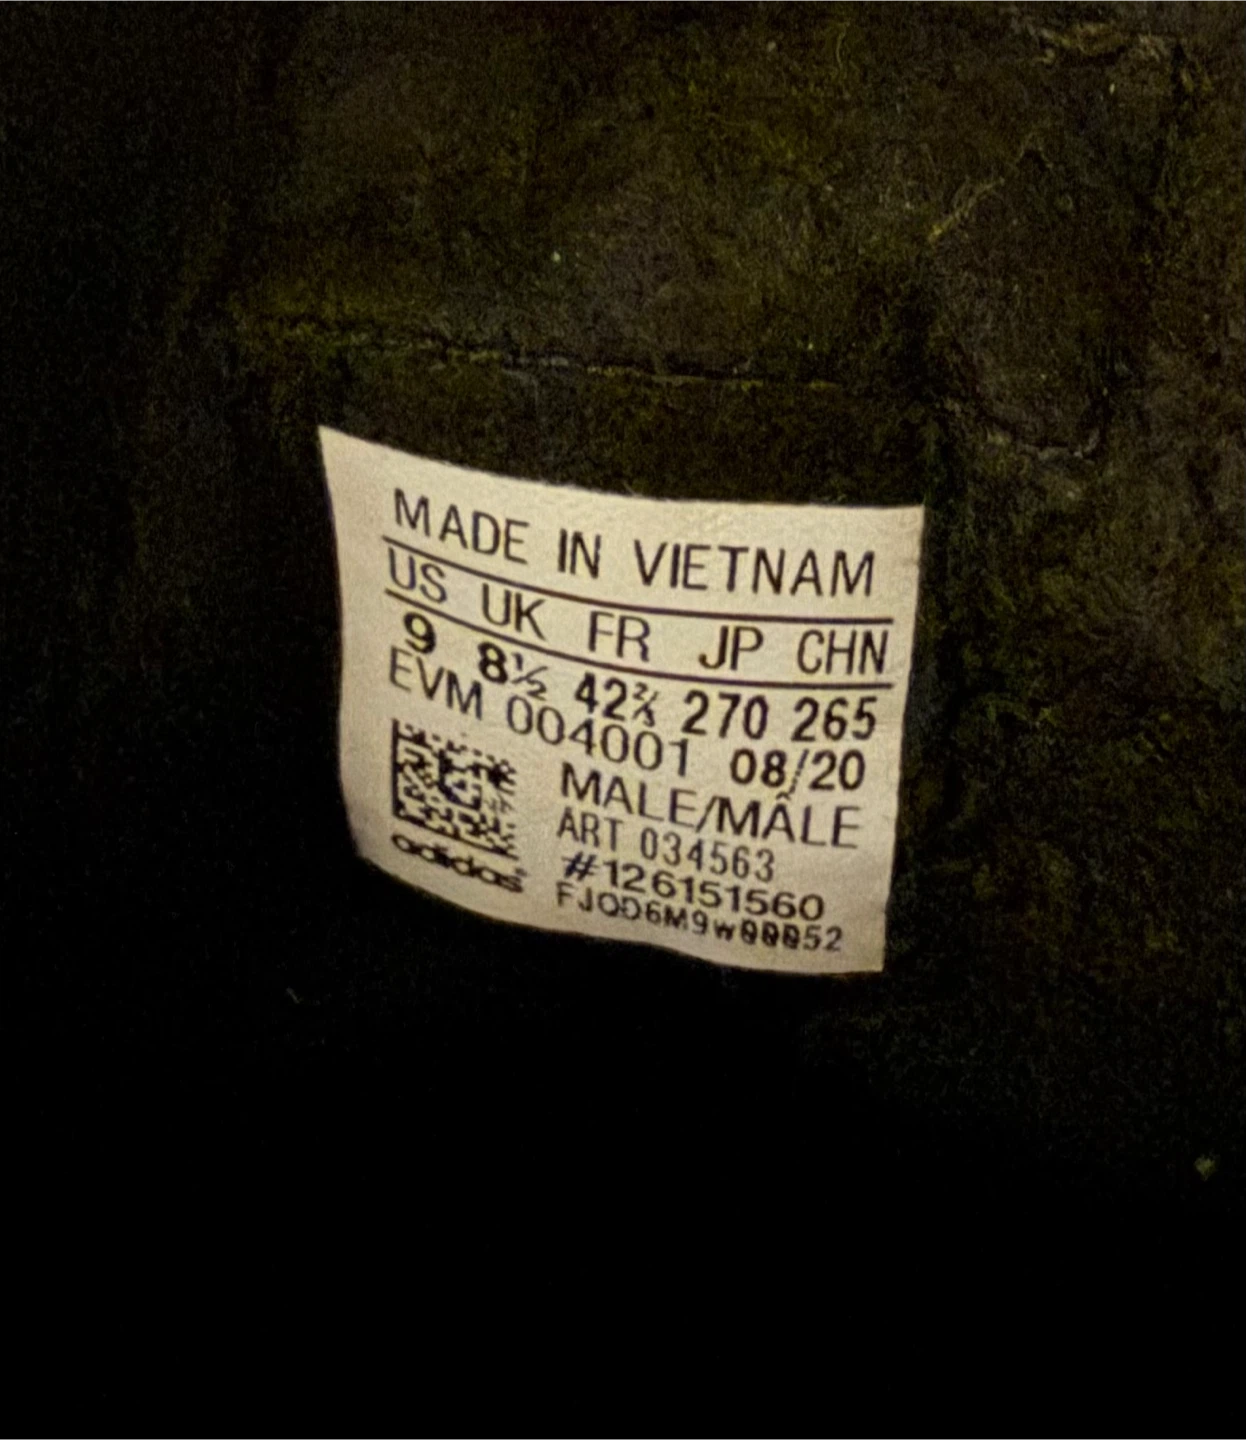 MADE IN VIETNAM
US UK FR JP CHN
9 8½ 42⅔ 270 265
EVM 004001 08/20
MALE/MÂLE
ART 034563
#126151560
FJQD6M9W00052
adidas